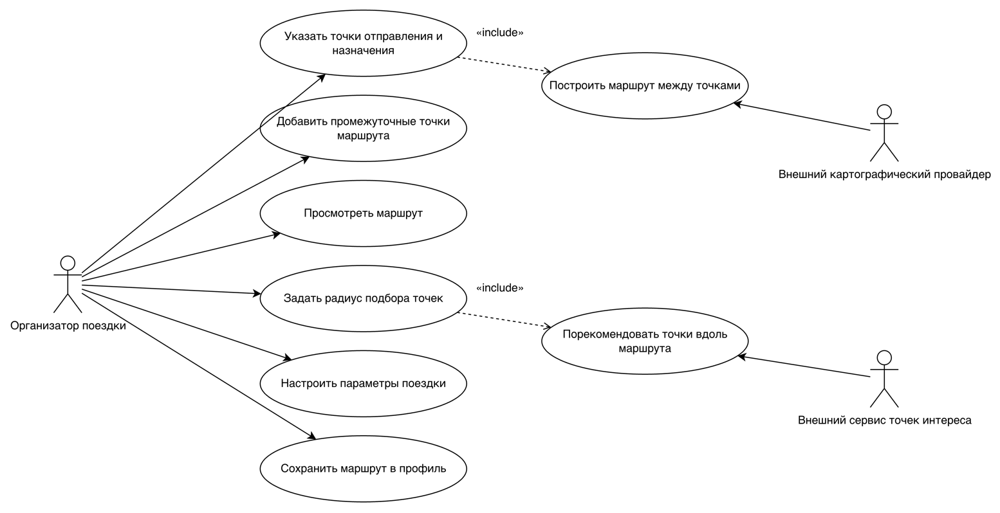 Указать точки отправления и
назначения
«include»
Построить маршрут между точками
Добавить промежуточные точки
маршрута
Внешний картографический провайдер
Просмотреть маршрут
Задать радиус подбора точек
«include»
Организатор поездки
Порекомендовать точки вдоль
маршрута
Настроить параметры поездки
Внешний сервис точек интереса
Сохранить маршрут в профиль